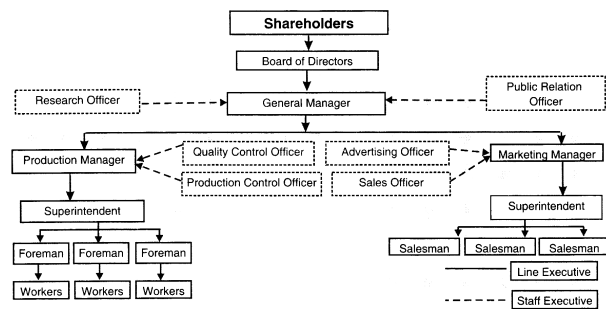 Shareholders
Board of Directors
Research Officer
General Manager
Public Relation
Officer
Production Manager
Quality Control Officer
Advertising Officer
Marketing Manager
Production Control Officer
Sales Officer
Superintendent
Superintendent
Foreman
Foreman
Foreman
Salesman
Salesman
Salesman
Workers
Workers
Workers
Line Executive
Staff Executive